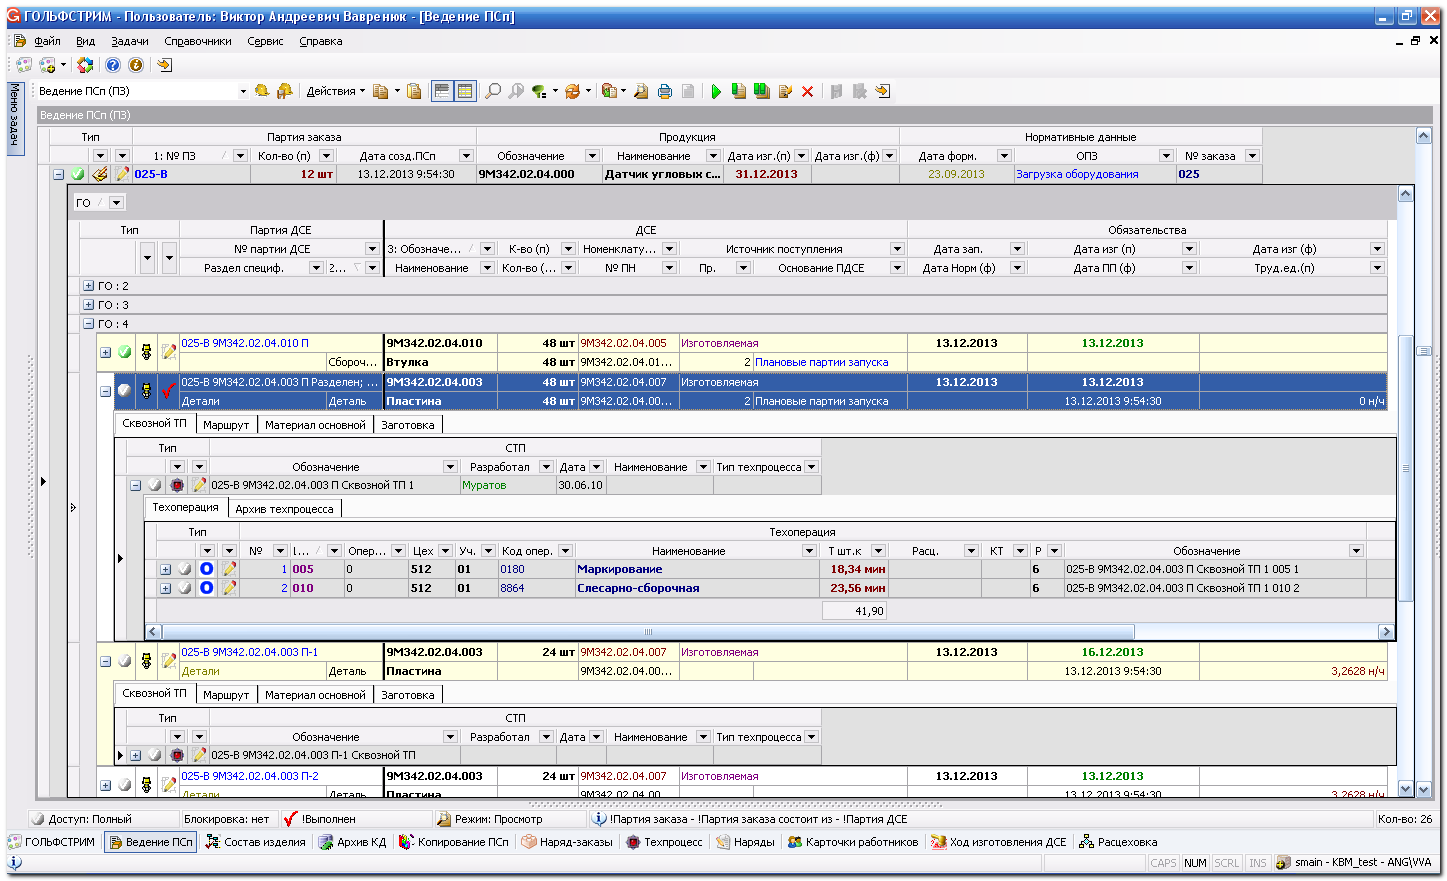 ГОЛЬФСТРИМ - Пользователь: Виктор Андреевич Вавренюк - [Ведение ПСп]
Файл Вид Задачи Справочники Сервис Справка
Меню задач
Ведение ПСп (ПЗ) Действия
Ведение ПСп (ПЗ)
Тип Партия заказа Продукция Нормативные данные
1: № ПЗ Кол-во (п) Дата созд.ПСп Обозначение Наименование Дата изг.(п) Дата изг.(ф) Дата форм. ОПЗ № заказа
025-В 12 шт 13.12.2013 9:54:30 9М342.02.04.000 Датчик угловых с... 31.12.2013 23.09.2013 Загрузка оборудования 025
ГО
Тип Партия ДСЕ ДСЕ Обязательства
№ партии ДСЕ 3: Обозначе... К-во (п) Номенклату... Источник поступления Дата зап. Дата изг (п) Дата изг (ф)
Раздел специф. 2... Наименование Кол-во (... № ПН Пр. Основание ПДСЕ Дата Норм (ф) Дата ПП (ф) Труд.ед.(п)
ГО : 2
ГО : 3
ГО : 4
025-В 9М342.02.04.010 П 9М342.02.04.010 48 шт 9М342.02.04.005 Изготовляемая 13.12.2013 13.12.2013
Сбороч... Втулка 48 шт 9М342.02.04.01... 2 Плановые партии запуска
025-В 9М342.02.04.003 П Разделен; ... 9М342.02.04.003 48 шт 9М342.02.04.007 Изготовляемая 13.12.2013 13.12.2013
Детали Деталь Пластина 48 шт 9М342.02.04.00... 2 Плановые партии запуска 13.12.2013 9:54:30 0 н/ч
Сквозной ТП Маршрут Материал основной Заготовка
Тип СТП
Обозначение Разработал Дата Наименование Тип техпроцесса
025-В 9М342.02.04.003 П Сквозной ТП 1 Муратов 30.06.10
Техоперация Архив техпроцесса
Тип Техоперация
№ Опер... Цех Уч. Код опер. Наименование Т шт.к Расц. КТ Р Обозначение
1 005 0 512 01 0180 Маркирование 18,34 мин 6 025-В 9М342.02.04.003 П Сквозной ТП 1 005 1
2 010 0 512 01 8864 Слесарно-сборочная 23,56 мин 6 025-В 9М342.02.04.003 П Сквозной ТП 1 010 2
41,90
025-В 9М342.02.04.003 П-1 9М342.02.04.003 24 шт 9М342.02.04.007 Изготовляемая 13.12.2013 16.12.2013
Детали Деталь Пластина 9М342.02.04.00... 13.12.2013 9:54:30 3,2628 н/ч
Сквозной ТП Маршрут Материал основной Заготовка
Тип СТП
Обозначение Разработал Дата Наименование Тип техпроцесса
025-В 9М342.02.04.003 П-1 Сквозной ТП
025-В 9М342.02.04.003 П-2 9М342.02.04.003 24 шт 9М342.02.04.007 Изготовляемая 13.12.2013 13.12.2013
Детали Деталь Пластина 9М342.02.04.00... 13.12.2013 9:54:30 3,2628 н/ч
Доступ: Полный Блокировка: нет !Выполнен Режим: Просмотр !Партия заказа - !Партия заказа состоит из - !Партия ДСЕ Кол-во: 26
ГОЛЬФСТРИМ Ведение ПСп Состав изделия Архив КД Копирование ПСп Наряд-заказы Техпроцесс Наряды Карточки работников Ход изготовления ДСЕ Расцеховка
CAPS NUM SCRL INS smain - KBM_test - ANG\VVA